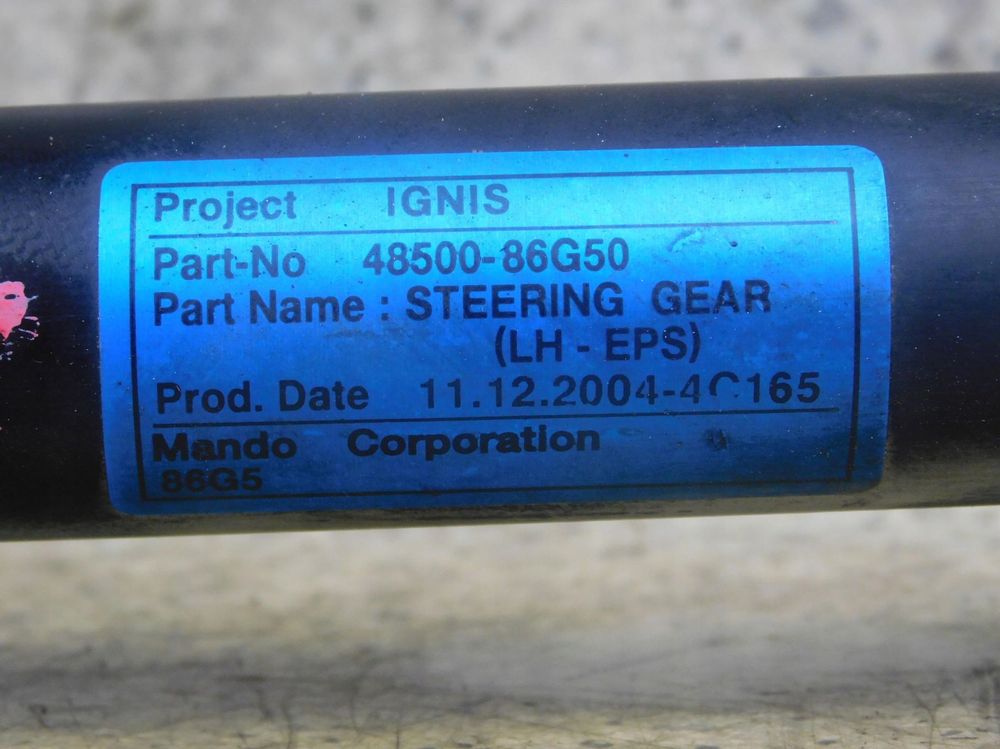 Project IGNIS
Part-No 48500-86G50
Part Name : STEERING GEAR
(LH - EPS)
Prod. Date 11.12.2004-4C165
Mando Corporation
86G5